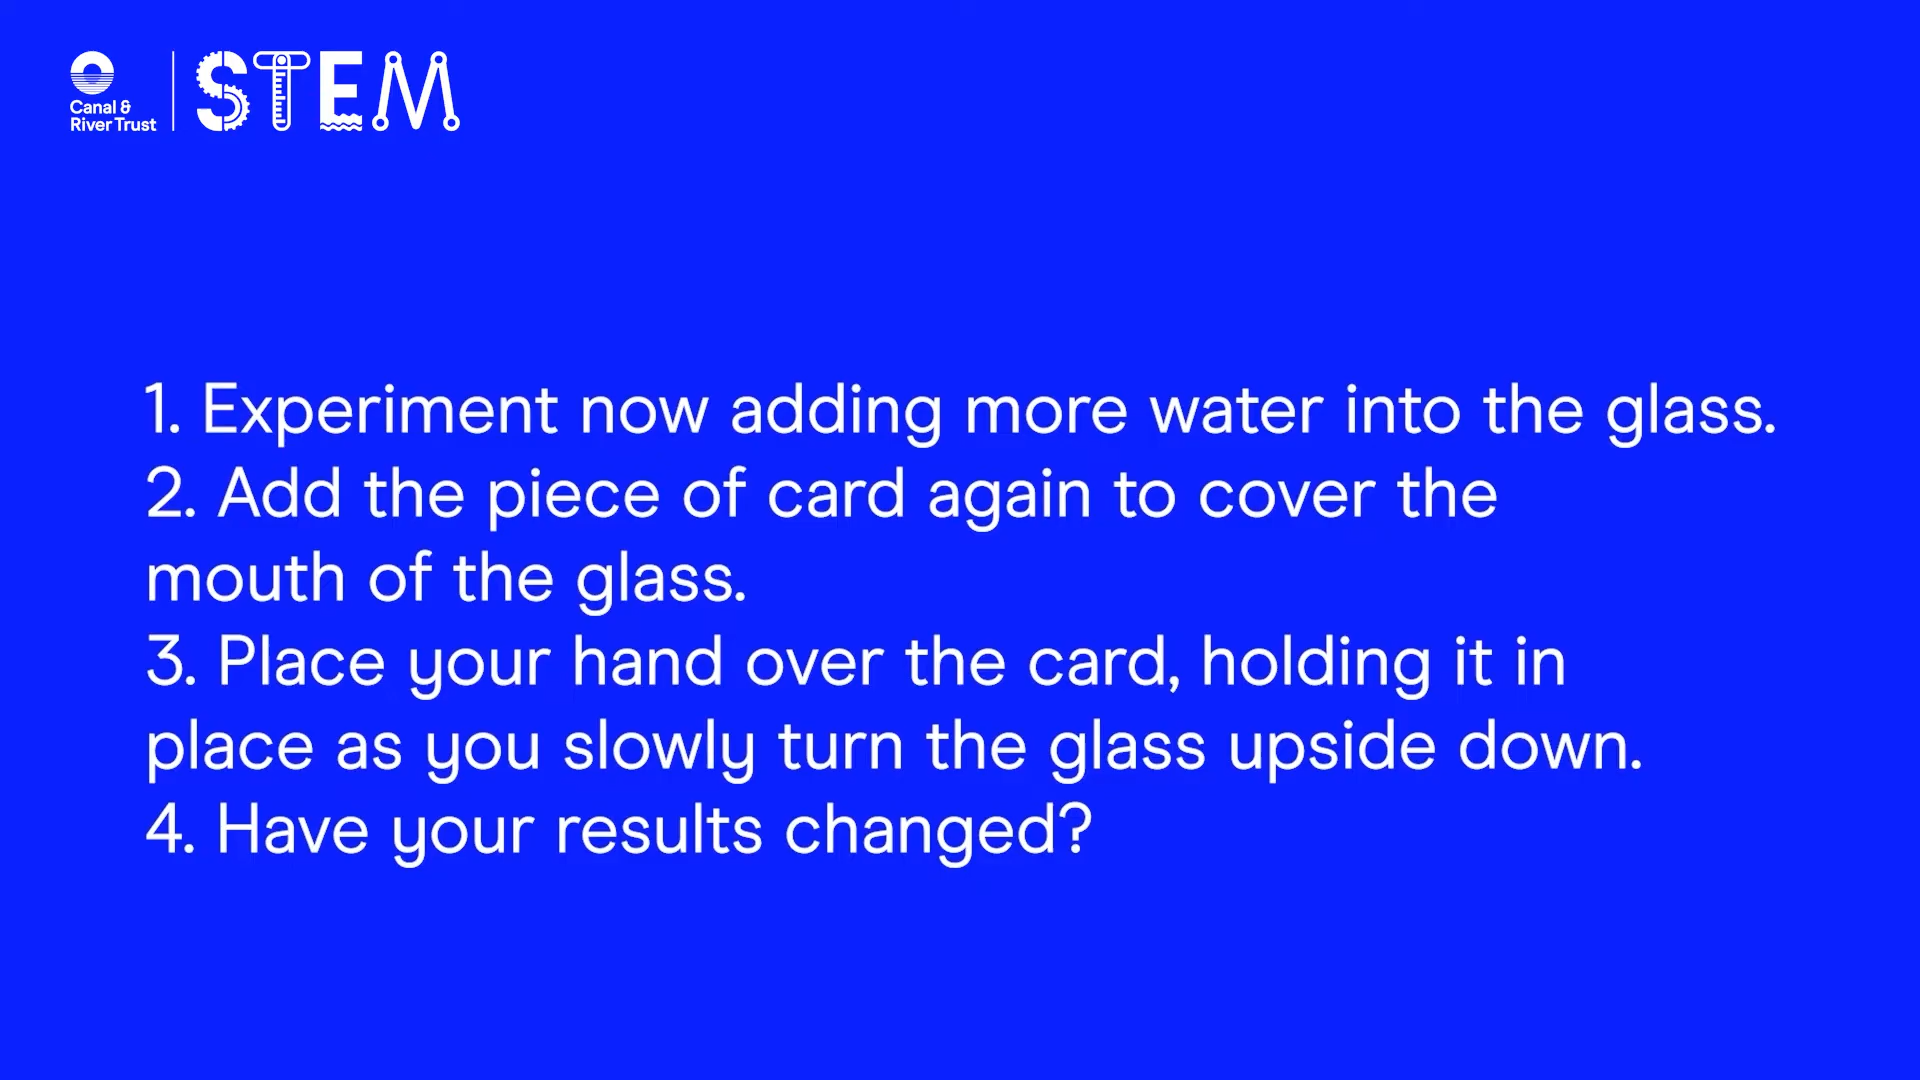 Canal &
River Trust
STEM
1. Experiment now adding more water into the glass.
2. Add the piece of card again to cover the
mouth of the glass.
3. Place your hand over the card, holding it in
place as you slowly turn the glass upside down.
4. Have your results changed?